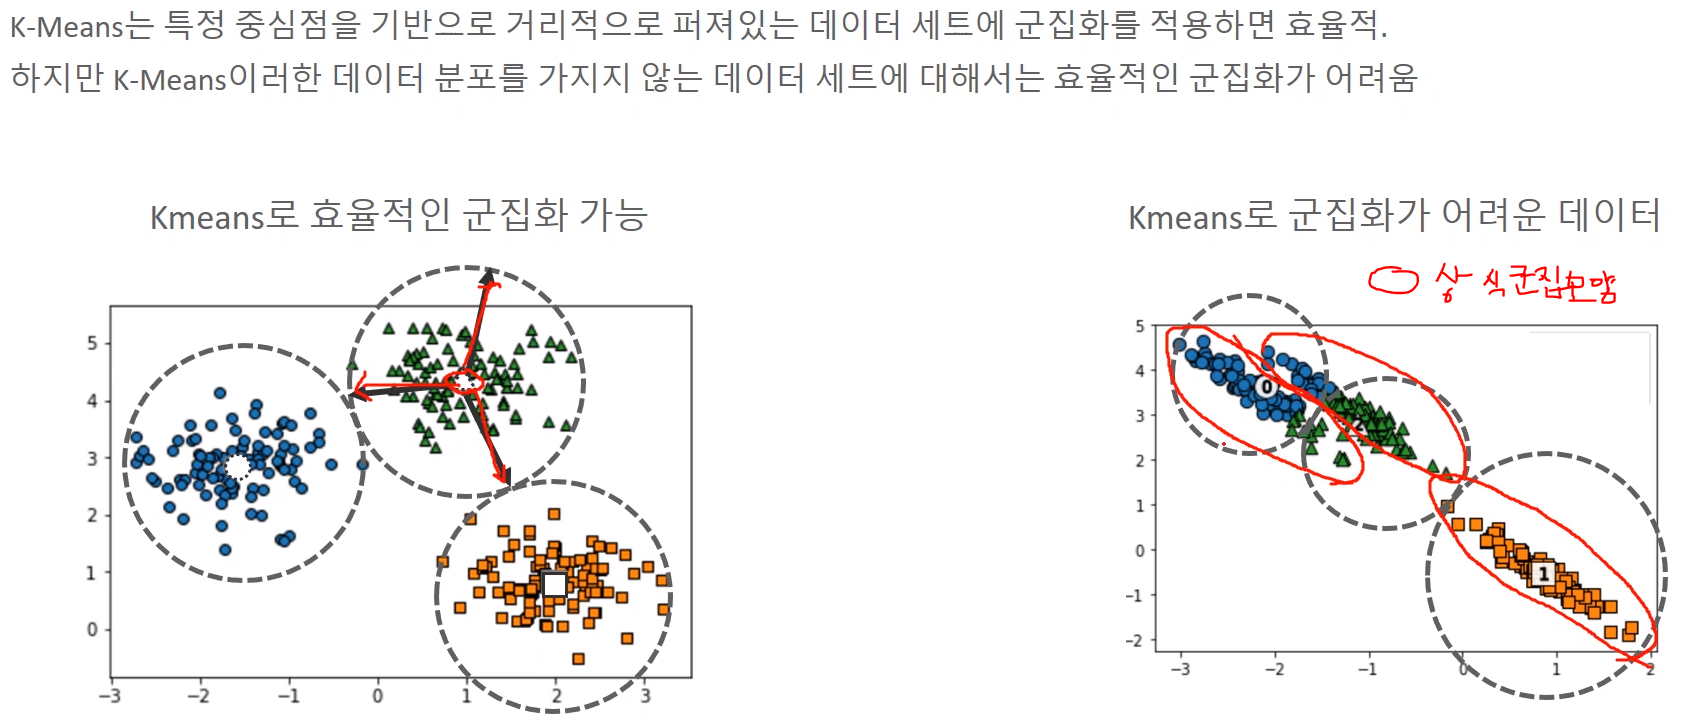 K-Means는 특정 중심점을 기반으로 거리적으로 퍼져있는 데이터 세트에 군집화를 적용하면 효율적.
하지만 K-Means이러한 데이터 분포를 가지지 않는 데이터 세트에 대해서는 효율적인 군집화가 어려움
Kmeans로 효율적인 군집화 가능
5
4
3
2
1
0
−3 −2 −1 0 1 2 3
Kmeans로 군집화가 어려운 데이터
군집모양
5
4
3
2
1
0
−1
−2
−3 −2 −1 0 1 2
0
2
1